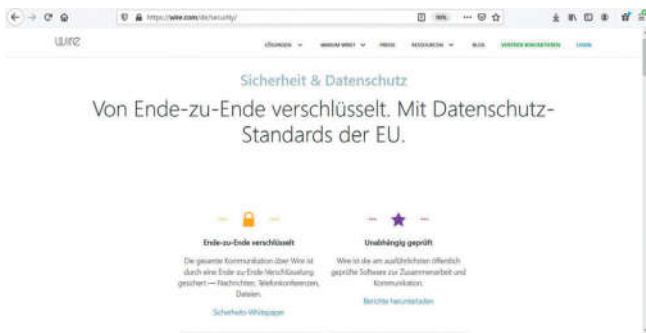 https://wire.com/de/security/
wire
LÖSUNGEN WARUM WIRE? PREISE RESSOURCEN BLOG VERTRIEB KONTAKTIEREN LOGIN
Sicherheit & Datenschutz
Von Ende-zu-Ende verschlüsselt. Mit Datenschutz-
Standards der EU.
Ende-zu-Ende verschlüsselt
Die gesamte Kommunikation über Wire ist
durch eine Ende-zu-Ende-Verschlüsselung
gesichert — Nachrichten, Telefonkonferenzen,
Dateien.
Sicherheits-Whitepaper
Unabhängig geprüft
Wire ist die am ausführlichsten öffentlich
geprüfte Software zur Zusammenarbeit und
Kommunikation.
Berichte herunterladen